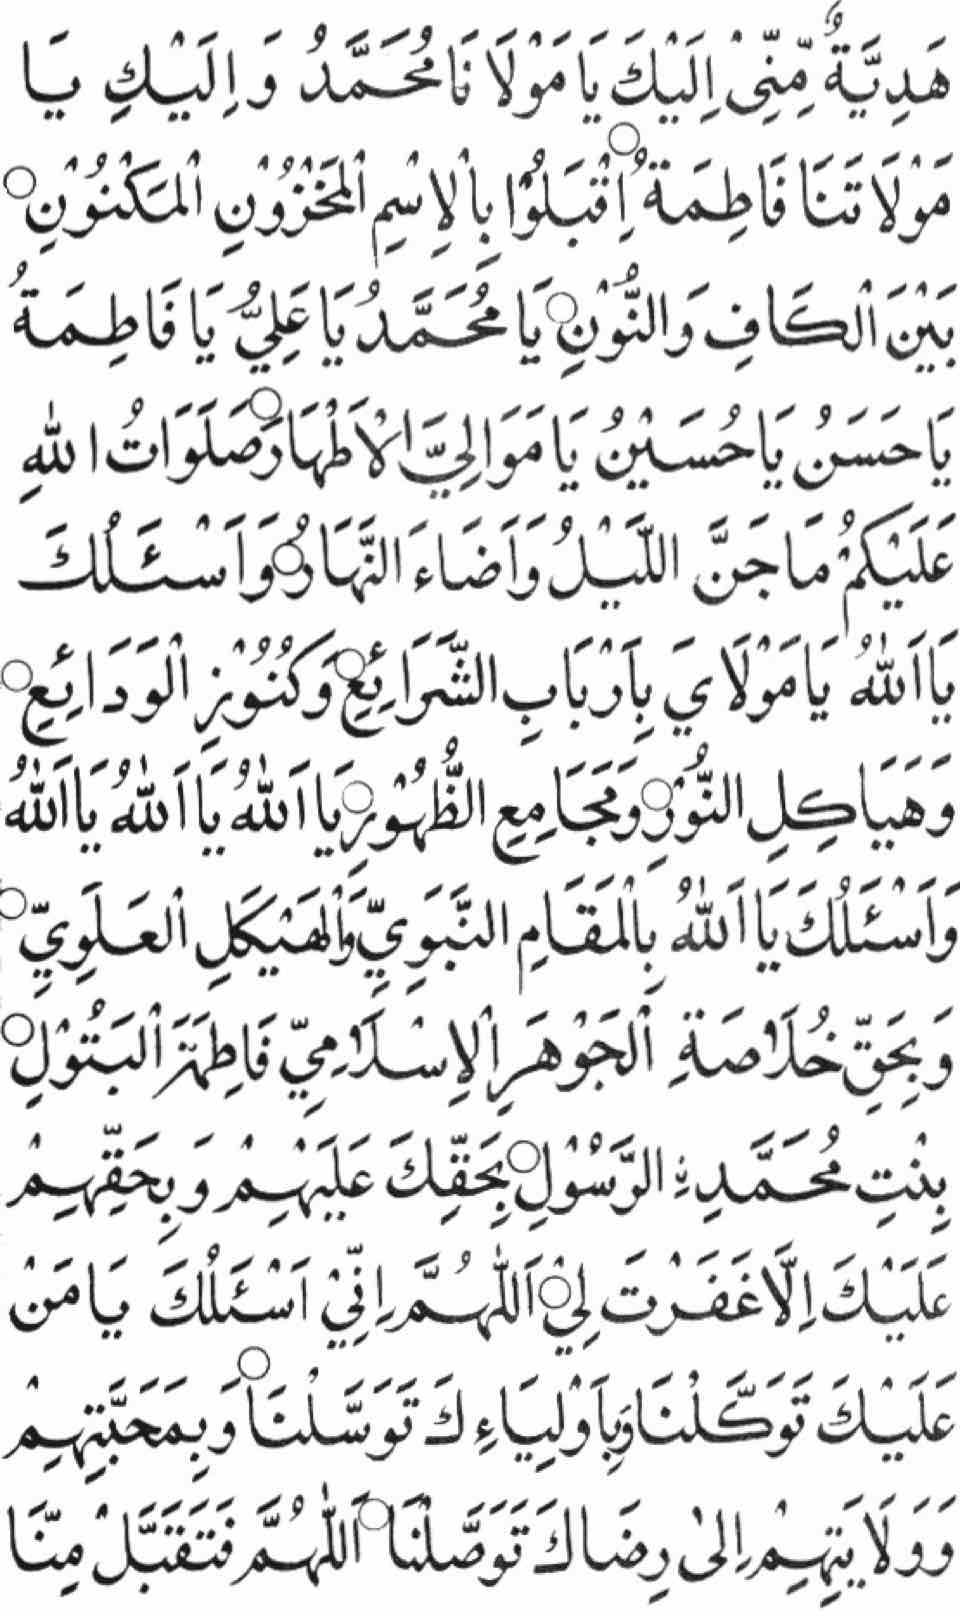 هَدِيَّةٌ مِّنِّيْ اِلَيْكَ يَا مَوْلَا نَا مُحَمَّدُ وَ اِلَيْكِ يَا
مَوْلَا تَنَا فَاطِمَةُ ○ اِقْبَلُوْا بِالْاِسْمِ الْمَخْزُوْنِ الْمَكْنُوْنِ ○
بَيْنَ الْكَافِ وَالنُّوْنِ ○ يَا مُحَمَّدُ يَا عَلِيُّ يَا فَاطِمَةُ
يَا حَسَنُ يَا حُسَيْنُ يَا مَوَالِيَّ الْاَطْهَارَ ○ صَلَوَاتُ اللّٰهِ
عَلَيْكُمْ مَا جَنَّ اللَّيْلُ وَاَضَاءَ النَّهَارُ ○ وَاَسْئَلُكَ
يَا اَللّٰهُ يَا مَوْلَاي بِاَرْبَابِ الشَّرَائِعِ ○ وَكُنُوْزِ الْوَدَائِعِ ○
وَهَيَاكِلِ النُّوْرِ ○ وَمَجَامِعِ الظُّهُوْرِ ○ يَا اَللّٰهُ يَا اَللّٰهُ يَا اَللّٰهُ
وَاَسْئَلُكَ يَا اَللّٰهُ بِالْمَقَامِ النَّبَوِيِّ وَالْهَيْكَلِ الْعَلَوِيِّ ○
وَبِحَقِّ خُلَاصَةِ الْجَوْهَرِ الْاِسْلَامِيِّ فَاطِمَةَ الْبَتُوْلِ ○
بِنْتِ مُحَمَّدِ ۣالرَّسُوْلِ ○ بِحَقِّكَ عَلَيْهِمْ وَ بِحَقِّهِمْ
عَلَيْكَ اِلَّا غَفَرْتَ لِيْ ○ اَللّٰهُمَّ اِنِّيْ اَسْئَلُكَ يَا مَنْ
عَلَيْكَ تَوَكَّلْنَا وَبِاَوْلِيَاءِكَ تَوَسَّلْنَا ○ وَبِمَحَبَّتِهِمْ
وَوَلَايَتِهِمْ اِلىٰ رِضَاكَ تَوَصَّلْنَا ○ اَللّٰهُمَّ فَتَقَبَّلْ مِنَّا